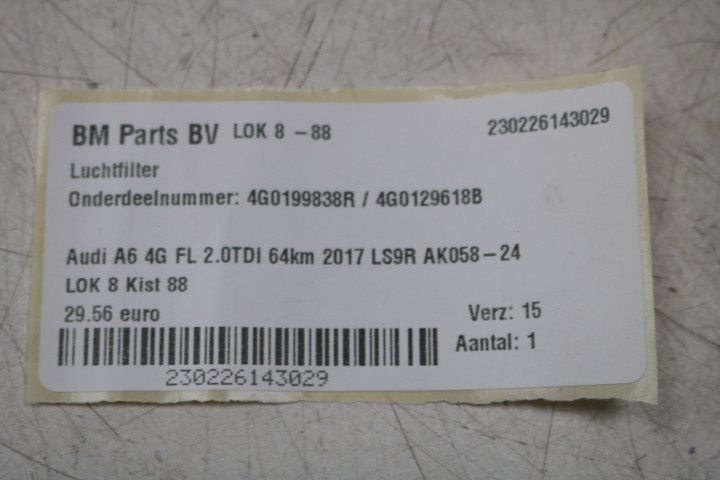 BM Parts BV LOK 8 - 88 230226143029
Luchtfilter
Onderdeelnummer: 4G0199838R / 4G0129618B
Audi A6 4G FL 2.0TDI 64km 2017 LS9R AK058-24
LOK 8 Kist 88
29.56 euro Verz: 15
Aantal: 1
230226143029